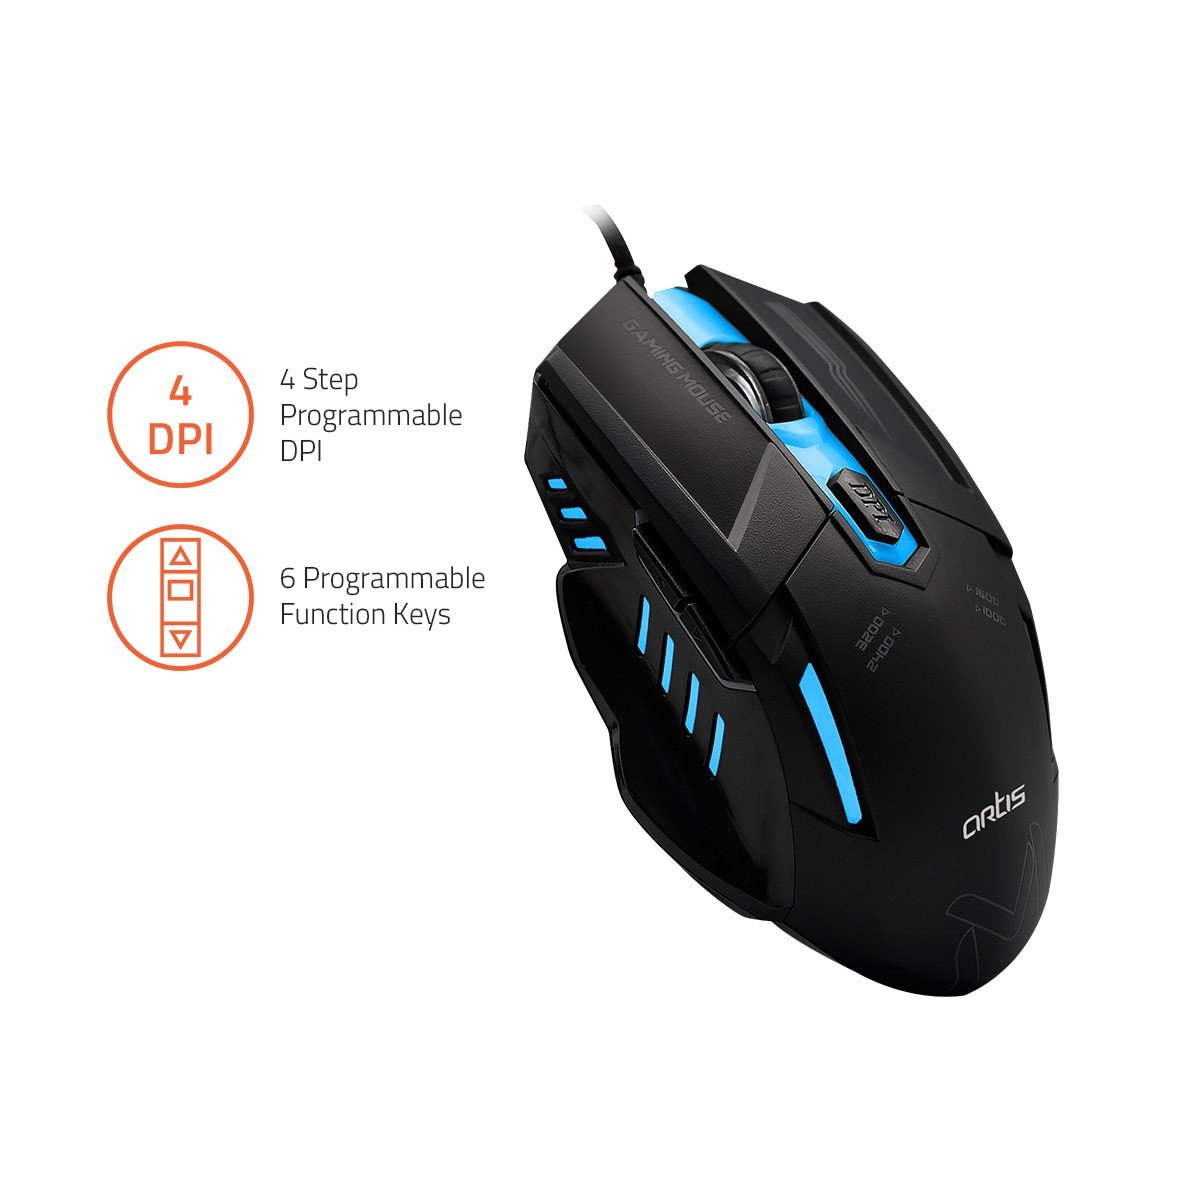 4
DPI
4 Step
Programmable
DPI
6 Programmable
Function Keys
GAMING MOUSE
DPI
1600
1000
3200
2400
artis